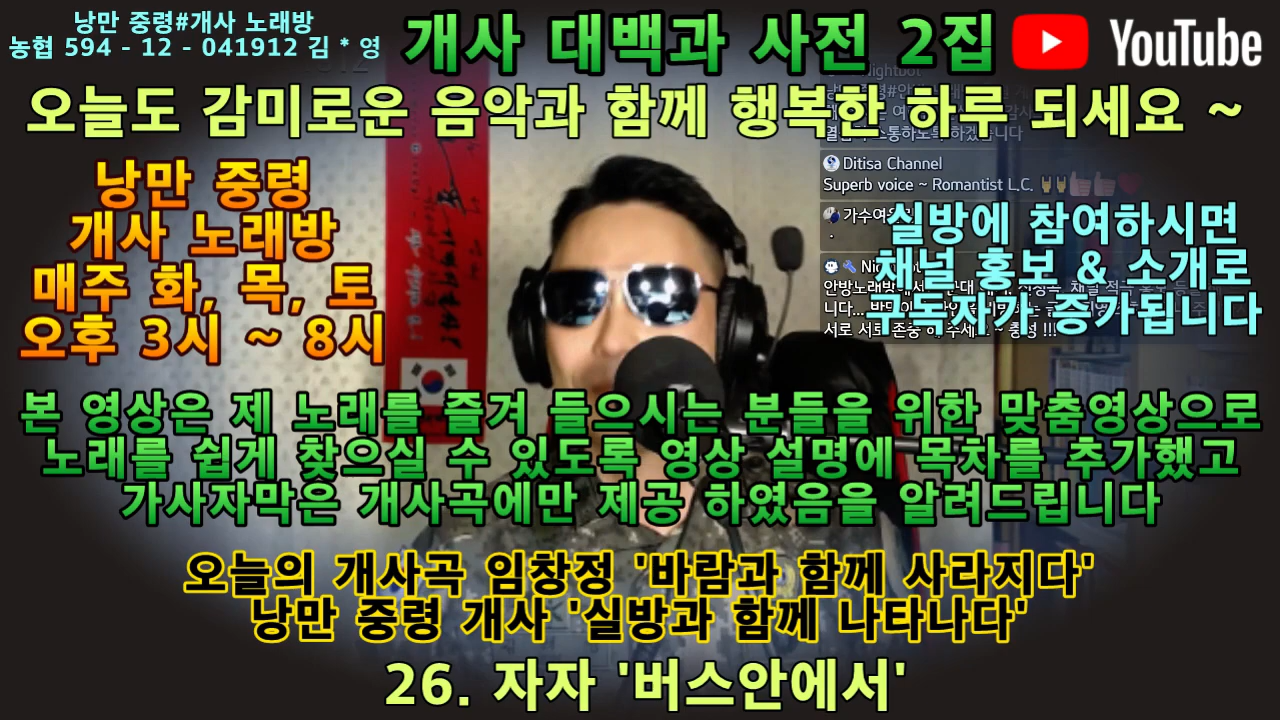 낭만 중령#개사 노래방
농협 594 - 12 - 041912 김 * 영
개사 대백과 사전 2집
YouTube
오늘도 감미로운 음악과 함께 행복한 하루 되세요 ~
낭만 중령
개사 노래방
매주 화, 목, 토
오후 3시 ~ 8시
Nightbot
Ditisa Channel
Superb voice ~ Romantist L.C.
실방에 참여하시면
채널 홍보 & 소개로
구독자가 증가됩니다
서로 서로 존중
충성 !!!
본 영상은 제 노래를 즐겨 들으시는 분들을 위한 맞춤영상으로
노래를 쉽게 찾으실 수 있도록 영상 설명에 목차를 추가했고
가사자막은 개사곡에만 제공 하였음을 알려드립니다
오늘의 개사곡 임창정 '바람과 함께 사라지다'
낭만 중령 개사 '실방과 함께 나타나다'
26. 자자 '버스안에서'